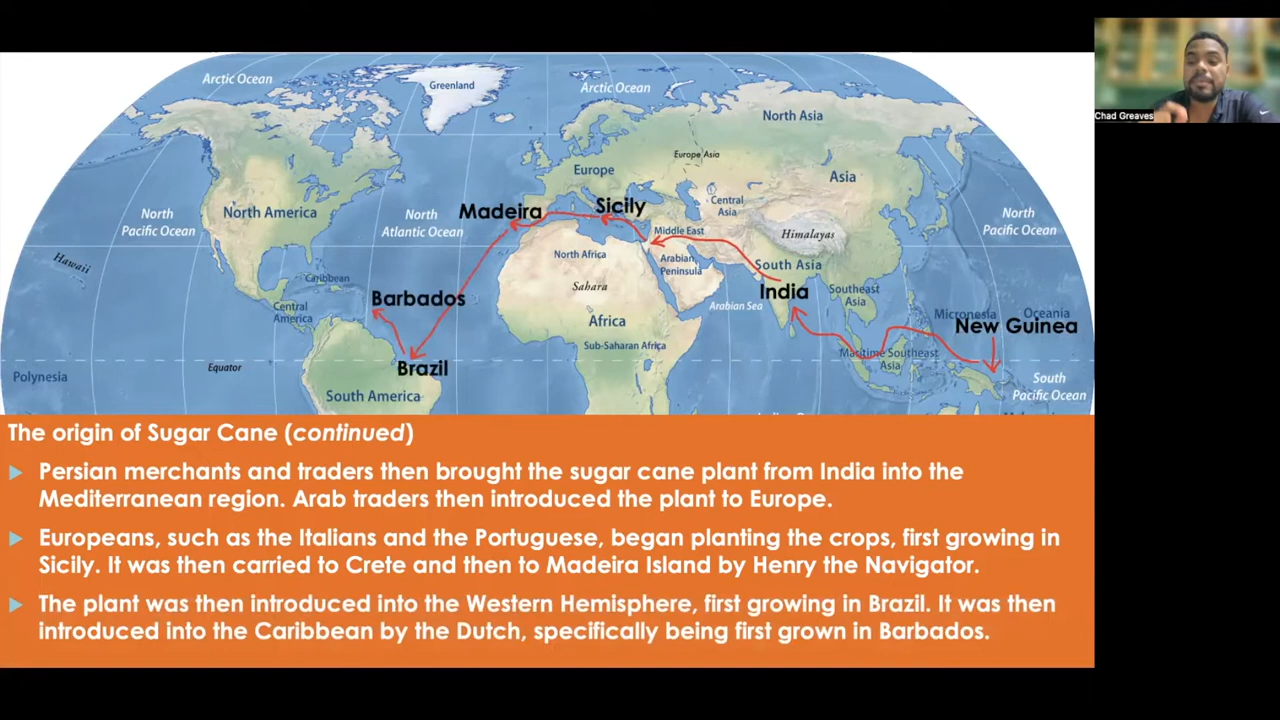 Arctic Ocean
Greenland
Arctic Ocean
North Asia
Chad Greaves
Europe Asia
Europe
Asia
Central
Asia
North America
North
Pacific Ocean
North
Atlantic Ocean
Madeira
Sicily
Middle East
Himalayas
North
Pacific Ocean
Hawaii
Caribbean
North Africa
Arabian
Peninsula
South Asia
Sahara
India
Southeast
Asia
Barbados
Central
America
Arabian Sea
Micronesia
Oceania
New Guinea
Africa
Sub-Saharan Africa
Maritime Southeast
Asia
Polynesia
Equator
Brazil
South America
South
Pacific Ocean
The origin of Sugar Cane (continued)
Persian merchants and traders then brought the sugar cane plant from India into the
Mediterranean region. Arab traders then introduced the plant to Europe.
Europeans, such as the Italians and the Portuguese, began planting the crops, first growing in
Sicily. It was then carried to Crete and then to Madeira Island by Henry the Navigator.
The plant was then introduced into the Western Hemisphere, first growing in Brazil. It was then
introduced into the Caribbean by the Dutch, specifically being first grown in Barbados.